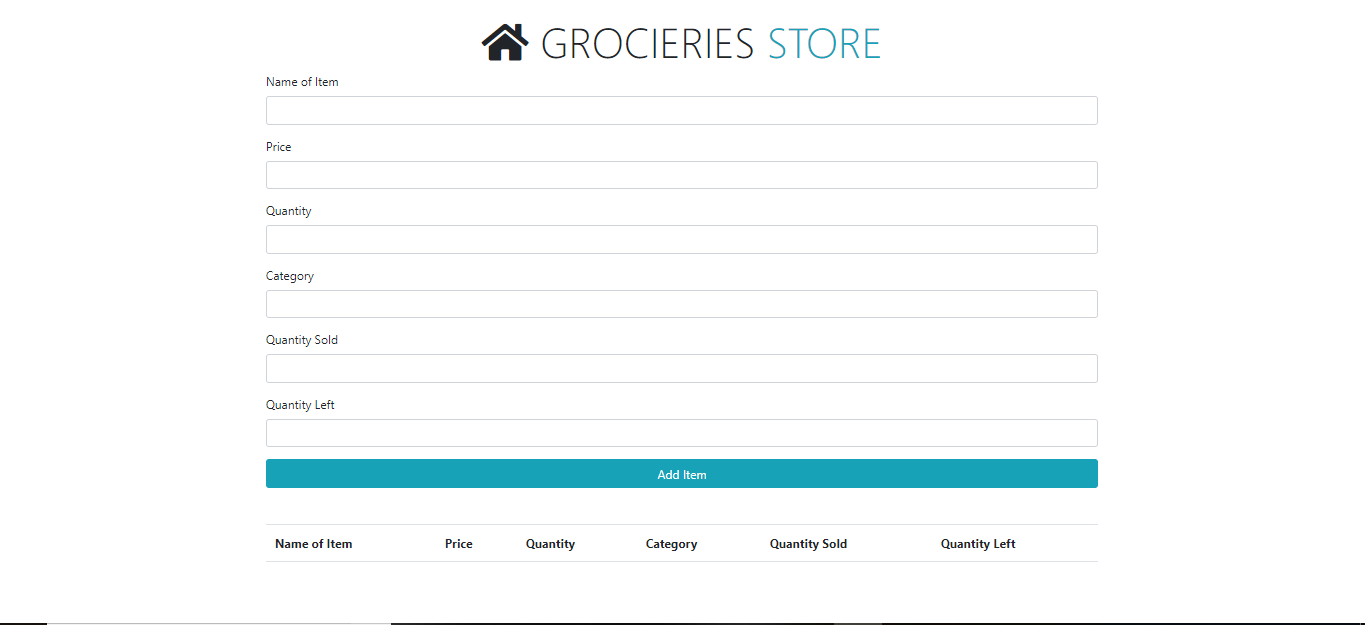 GROCIERIES STORE
Name of Item
Price
Quantity
Category
Quantity Sold
Quantity Left
Add Item
Name of Item Price Quantity Category Quantity Sold Quantity Left